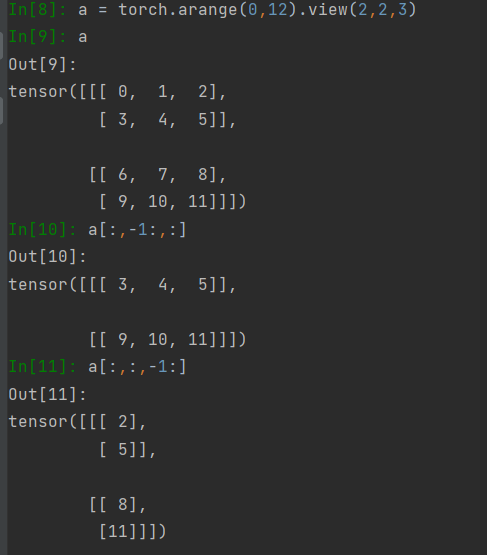 In[8]: a = torch.arange(0,12).view(2,2,3)
In[9]: a
Out[9]:
tensor([[[ 0,  1,  2],
         [ 3,  4,  5]],

        [[ 6,  7,  8],
         [ 9, 10, 11]]])
In[10]: a[:,-1:,:]
Out[10]:
tensor([[[ 3,  4,  5]],

        [[ 9, 10, 11]]])
In[11]: a[:,:,-1:]
Out[11]:
tensor([[[ 2],
         [ 5]],

        [[ 8],
         [11]]])